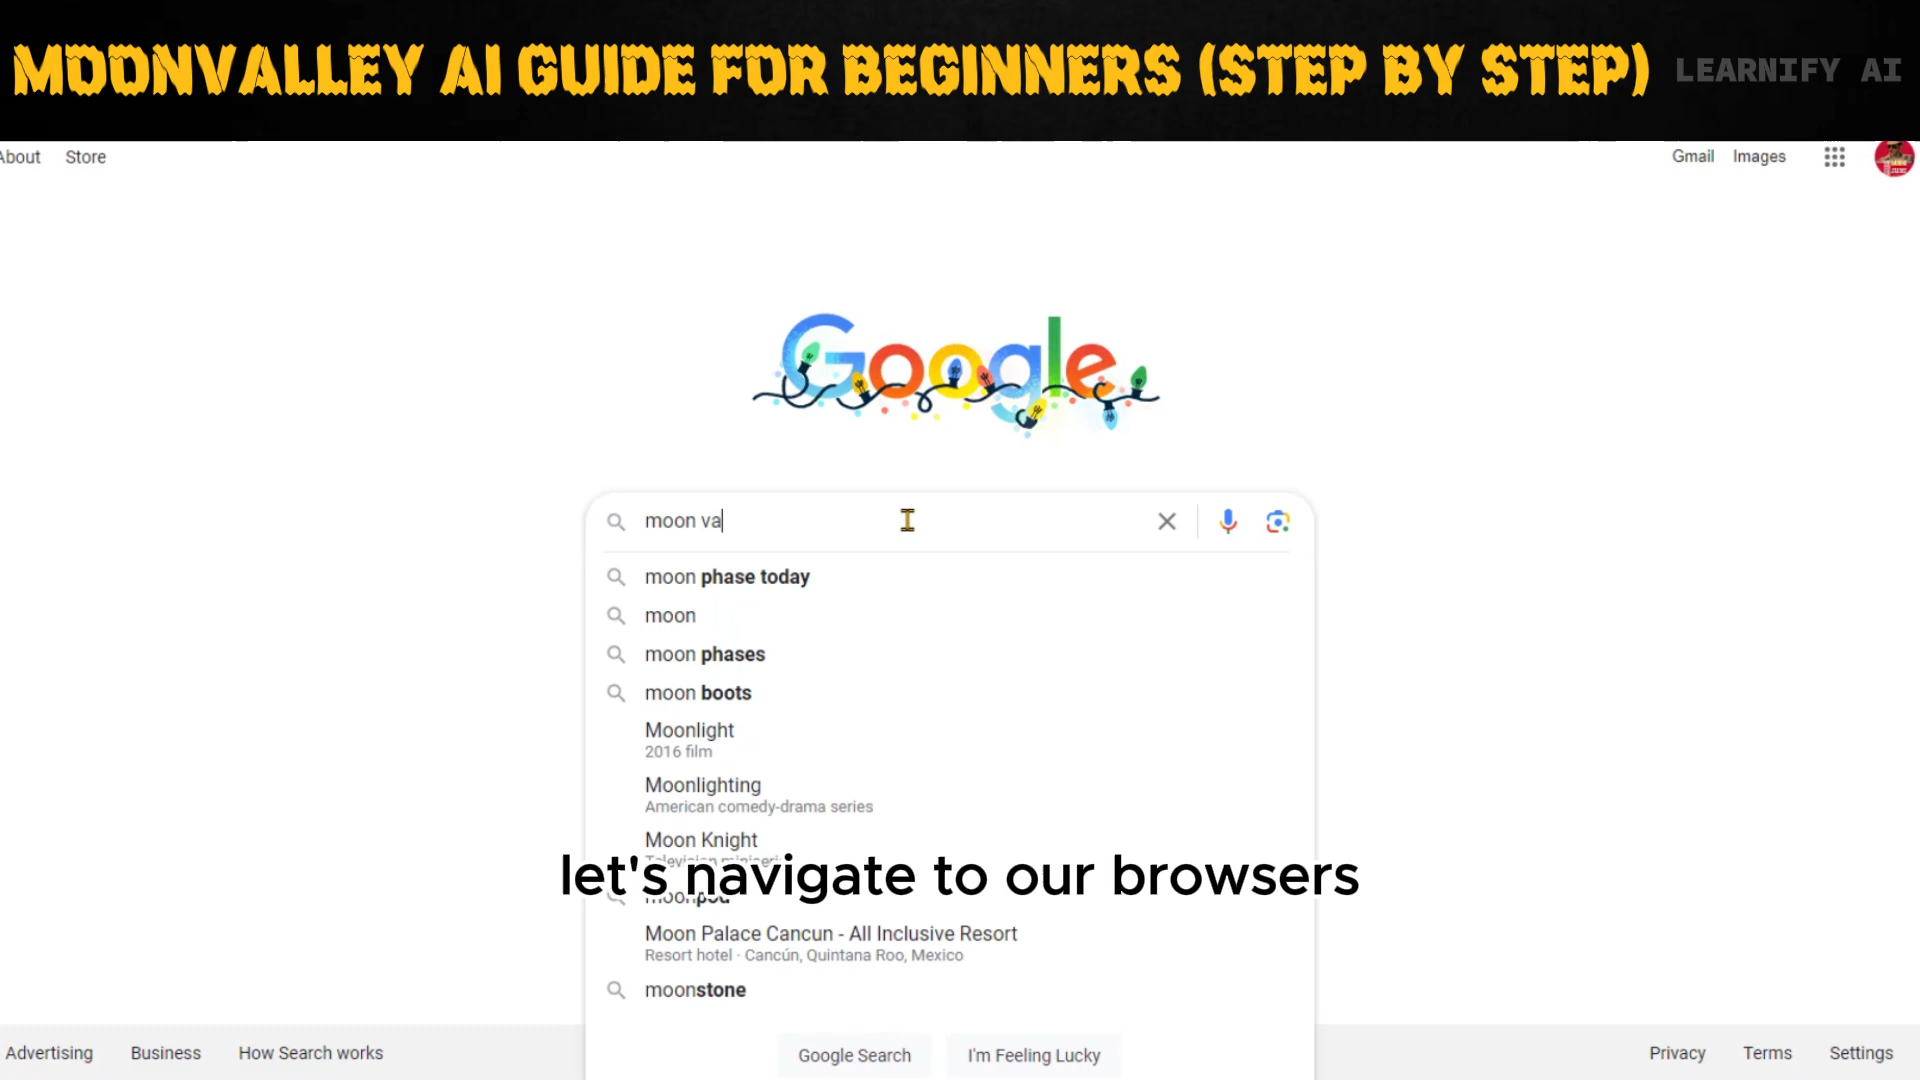 MOONVALLEY AI GUIDE FOR BEGINNERS (STEP BY STEP)
LEARNIFY AI
About Store
Gmail Images
Google
moon va
moon phase today
moon
moon phases
moon boots
Moonlight
2016 film
Moonlighting
American comedy-drama series
Moon Knight
let's navigate to our browsers
Moon Palace Cancun - All Inclusive Resort
Resort hotel · Cancún, Quintana Roo, Mexico
moonstone
Google Search I'm Feeling Lucky
Advertising Business How Search works
Privacy Terms Settings